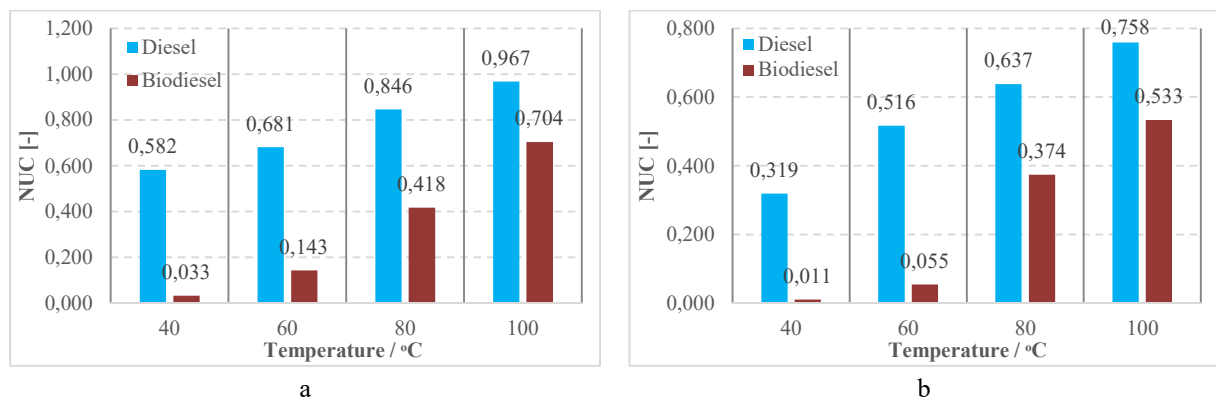 1,200
1,000
0,800
0,600
0,400
0,200
0,000
NUC [-]
Diesel
Biodiesel
0,582
0,033
0,681
0,143
0,846
0,418
0,967
0,704
40 60 80 100
Temperature / °C
a
0,800
0,600
0,400
0,200
0,000
NUC [-]
Diesel
Biodiesel
0,319
0,011
0,516
0,055
0,637
0,374
0,758
0,533
40 60 80 100
Temperature / °C
b